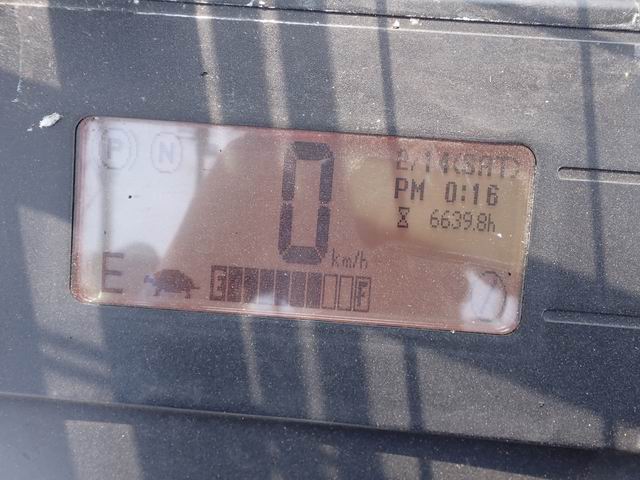 P N
2/14(SAT)
PM 0:16
6639.8h
0
km/h
E
E F